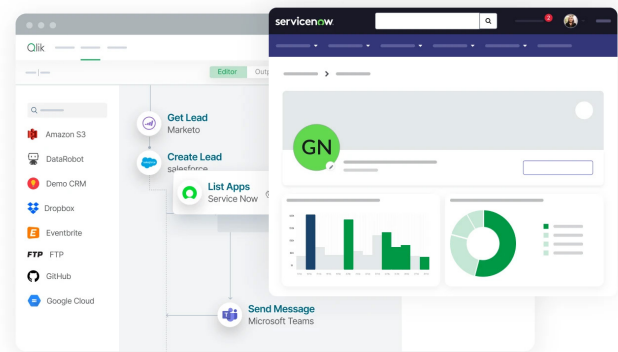 servicenow
2
Qlik
Editor
Outp
Amazon S3
DataRobot
Demo CRM
Dropbox
E
Eventbrite
FTP FTP
GitHub
Google Cloud
Get Lead
Marketo
Create Lead
salesforce
List Apps
Service Now
Send Message
Microsoft Teams
GN